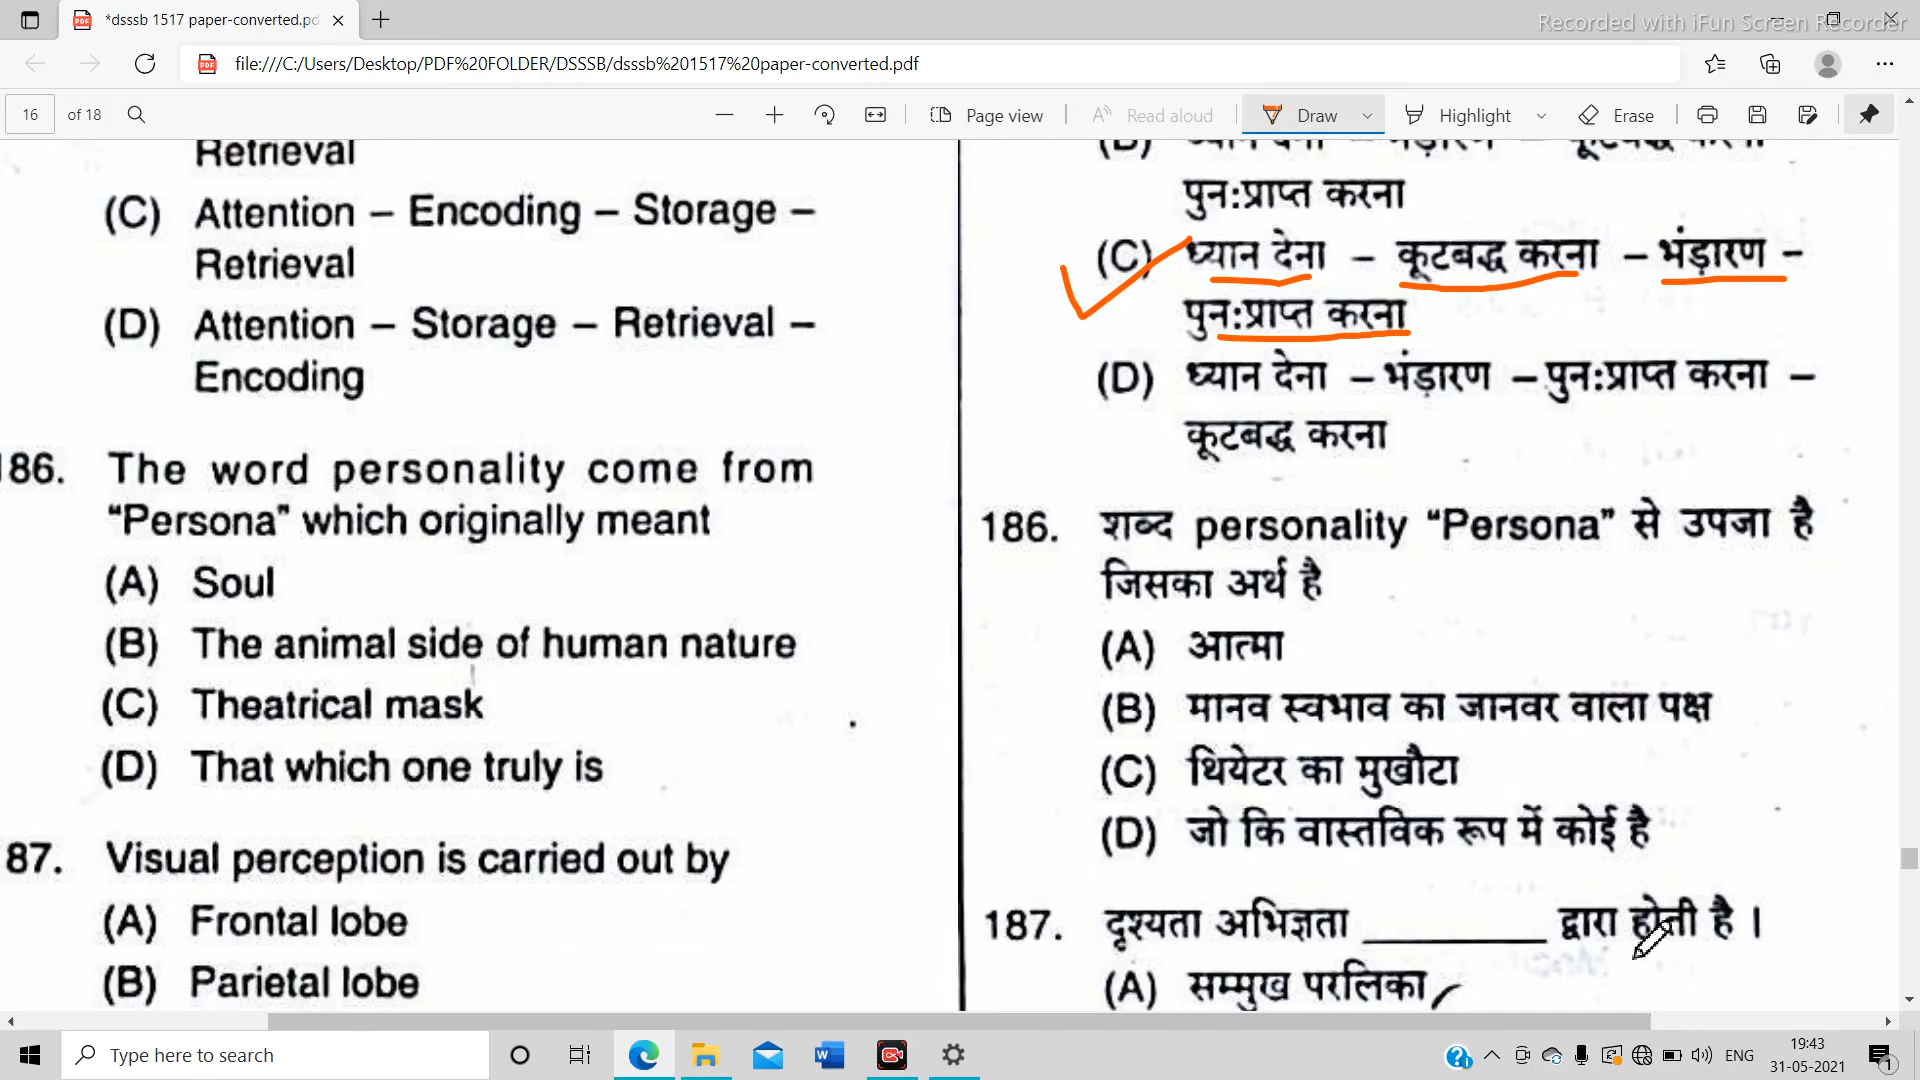 *dsssb 1517 paper-converted.pd
Recorded with iFun Screen Recorder
file:///C:/Users/Desktop/PDF%20FOLDER/DSSSB/dsssb%201517%20paper-converted.pdf
16 of 18
Page view
Read aloud
Draw
Highlight
Erase
Retrieval
(C) Attention – Encoding – Storage –
Retrieval
(D) Attention – Storage – Retrieval –
Encoding
186. The word personality come from
“Persona” which originally meant
(A) Soul
(B) The animal side of human nature
(C) Theatrical mask
(D) That which one truly is
87. Visual perception is carried out by
(A) Frontal lobe
(B) Parietal lobe
पुन:प्राप्त करना
(C) ध्यान देना – कूटबद्ध करना – भंड़ारण –
पुन:प्राप्त करना
(D) ध्यान देना – भंड़ारण – पुन:प्राप्त करना –
कूटबद्ध करना
186. शब्द personality “Persona” से उपजा है
जिसका अर्थ है
(A) आत्मा
(B) मानव स्वभाव का जानवर वाला पक्ष
(C) थियेटर का मुखौटा
(D) जो कि वास्तविक रूप में कोई है
187. दृश्यता अभिज्ञता ________ द्वारा होती है ।
(A) सम्मुख परलिका
Type here to search
ENG
19:43
31-05-2021
1